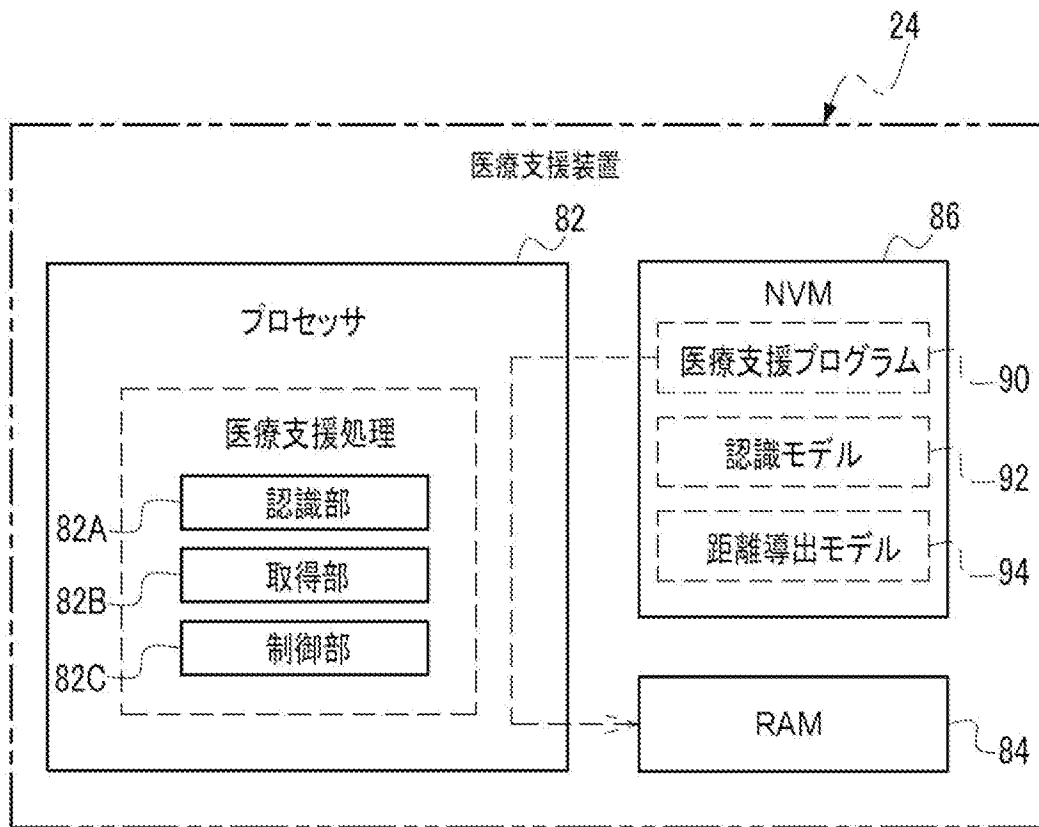 24
医療支援装置
82
プロセッサ
医療支援処理
82A
認識部
82B
取得部
82C
制御部
86
NVM
医療支援プログラム
90
認識モデル
92
距離導出モデル
94
RAM
84